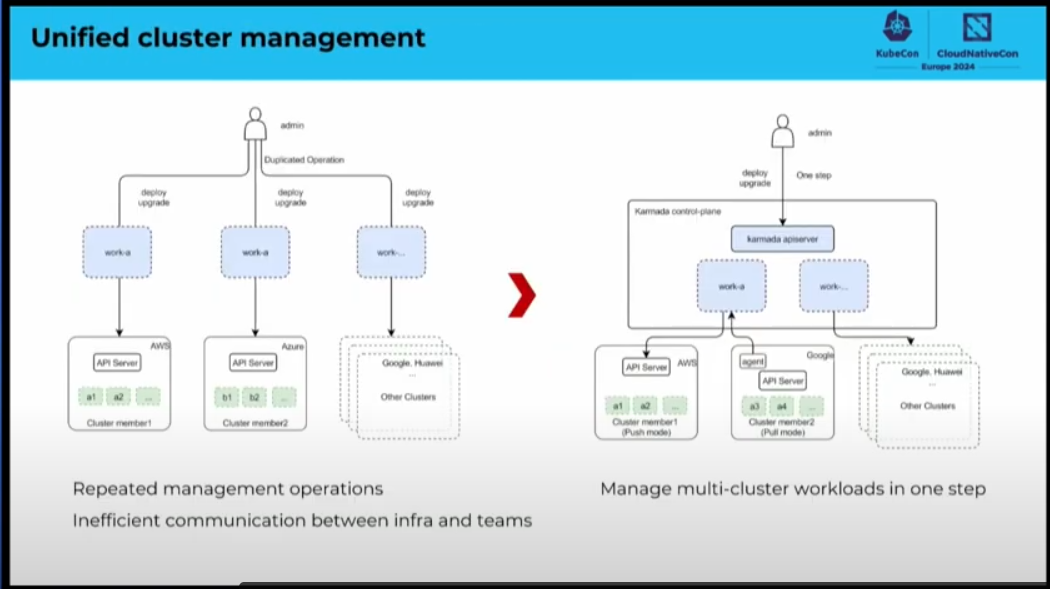 Unified cluster management
KubeCon
CloudNativeCon
Europe 2024
admin
Duplicated Operation
deploy
upgrade
deploy
upgrade
deploy
upgrade
work-a
work-a
work-...
AWS
API Server
a1
a2
...
Cluster member1
Azure
API Server
b1
b2
...
Cluster member2
Google, Huawei
...
Other Clusters
Repeated management operations
Inefficient communication between infra and teams
admin
deploy
upgrade
One step
Karmada control-plane
karmada apiserver
work-a
work-...
AWS
API Server
a1
a2
...
Cluster member1
(Push mode)
agent
Google
API Server
a3
a4
...
Cluster member2
(Pull mode)
Google, Huawei
...
Other Clusters
Manage multi-cluster workloads in one step